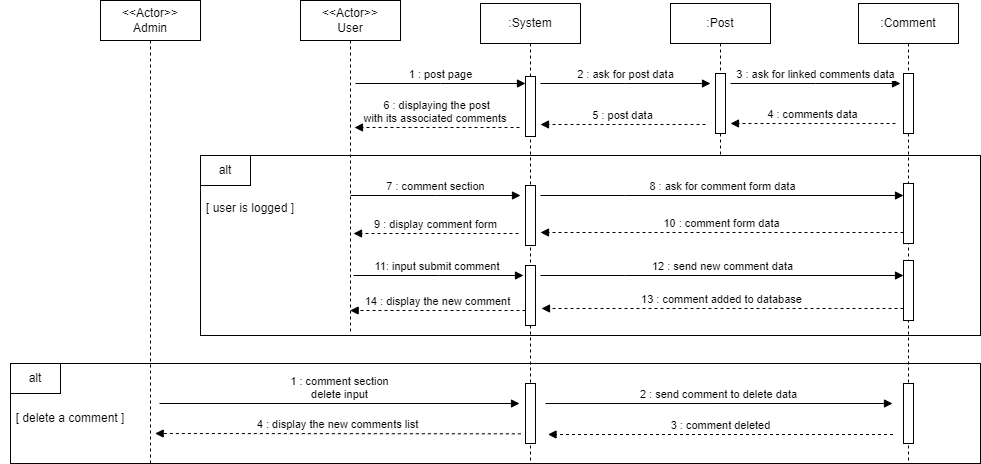 <<Actor>>
Admin
<<Actor>>
User
:System
:Post
:Comment
1 : post page
2 : ask for post data
3 : ask for linked comments data
6 : displaying the post
with its associated comments
5 : post data
4 : comments data
alt
[ user is logged ]
7 : comment section
8 : ask for comment form data
9 : display comment form
10 : comment form data
11: input submit comment
12 : send new comment data
14 : display the new comment
13 : comment added to database
alt
[ delete a comment ]
1 : comment section
delete input
2 : send comment to delete data
4 : display the new comments list
3 : comment deleted